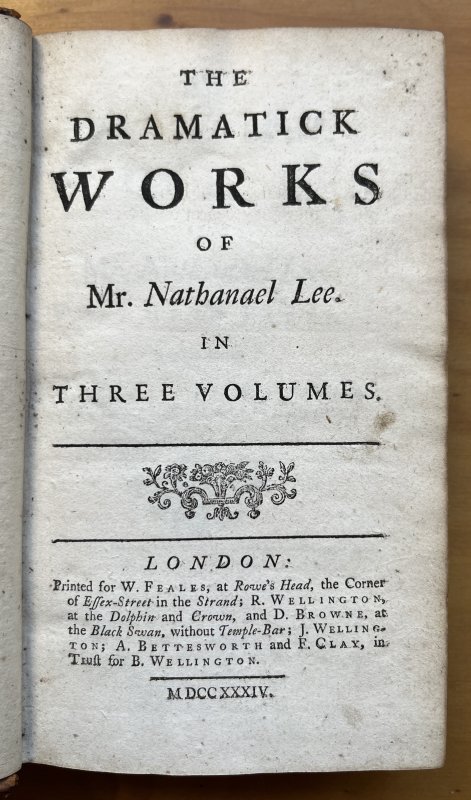 THE
DRAMATICK
WORKS
OF
Mr. Nathanael Lee.
IN
THREE VOLUMES.
LONDON:
Printed for W. FEALES, at Rowe's Head, the Corner
of Eſſex-Street in the Strand; R. WELLINGTON,
at the Dolphin and Crown, and D. BROWNE, at
the Black Swan, without Temple-Bar; J. WELLING-
TON; A. BETTESWORTH and F. CLAY, in
Truſt for B. WELLINGTON.
MDCCXXXIV.